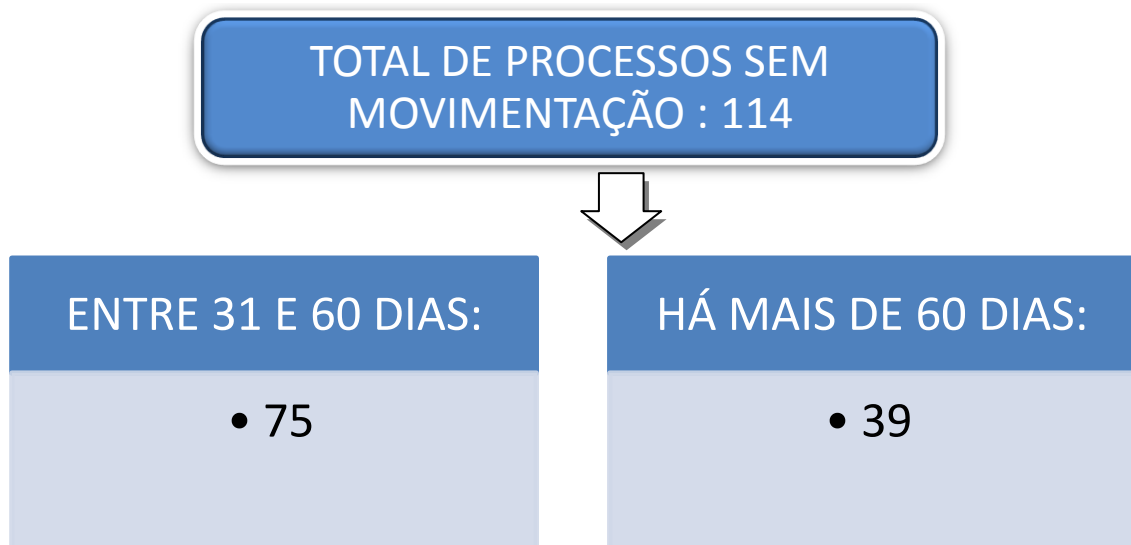 TOTAL DE PROCESSOS SEM
MOVIMENTAÇÃO : 114
ENTRE 31 E 60 DIAS:
• 75
HÁ MAIS DE 60 DIAS:
• 39